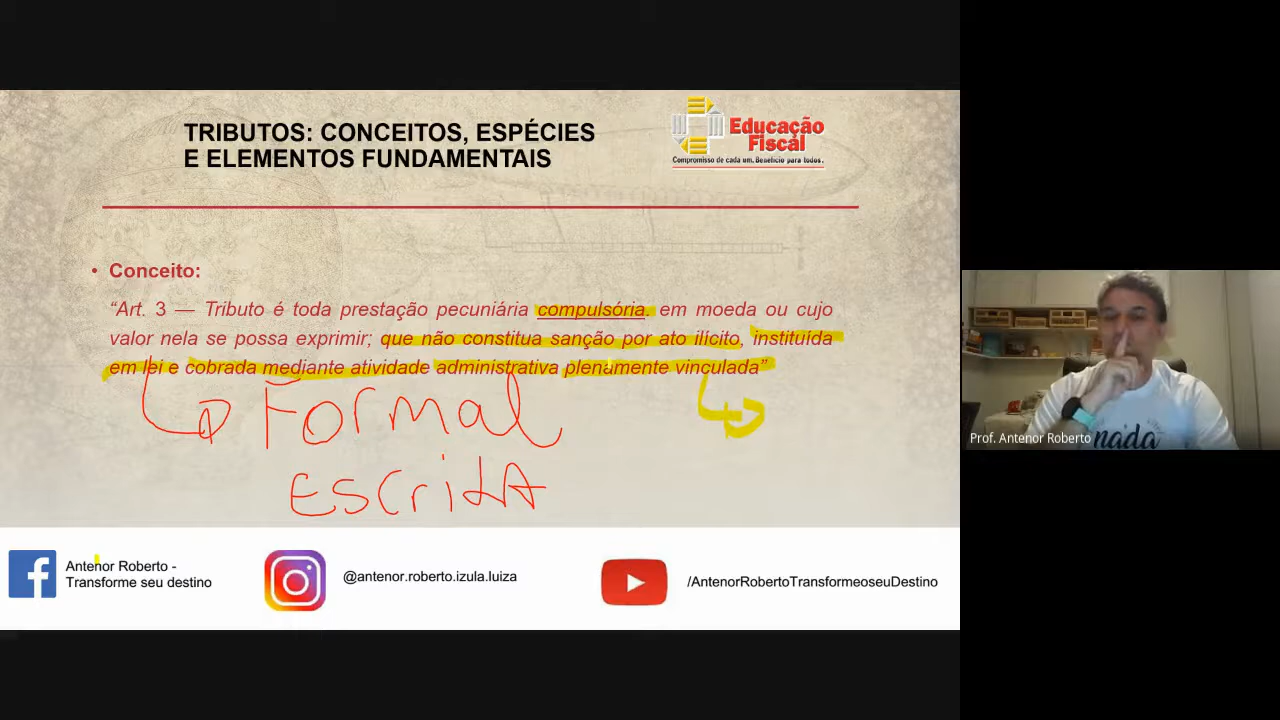 TRIBUTOS: CONCEITOS, ESPÉCIES
E ELEMENTOS FUNDAMENTAIS
Educação
Fiscal
Compromisso de cada um. Benefício para todos.
• Conceito:
“Art. 3 — Tributo é toda prestação pecuniária compulsória. em moeda ou cujo
valor nela se possa exprimir; que não constitua sanção por ato ilícito, instituída
em lei e cobrada mediante atividade administrativa plenamente vinculada”
Formal
Escrita
Antenor Roberto -
Transforme seu destino
@antenor.roberto.izula.luiza
/AntenorRobertoTransformeoseuDestino
Prof. Antenor Roberto
nada